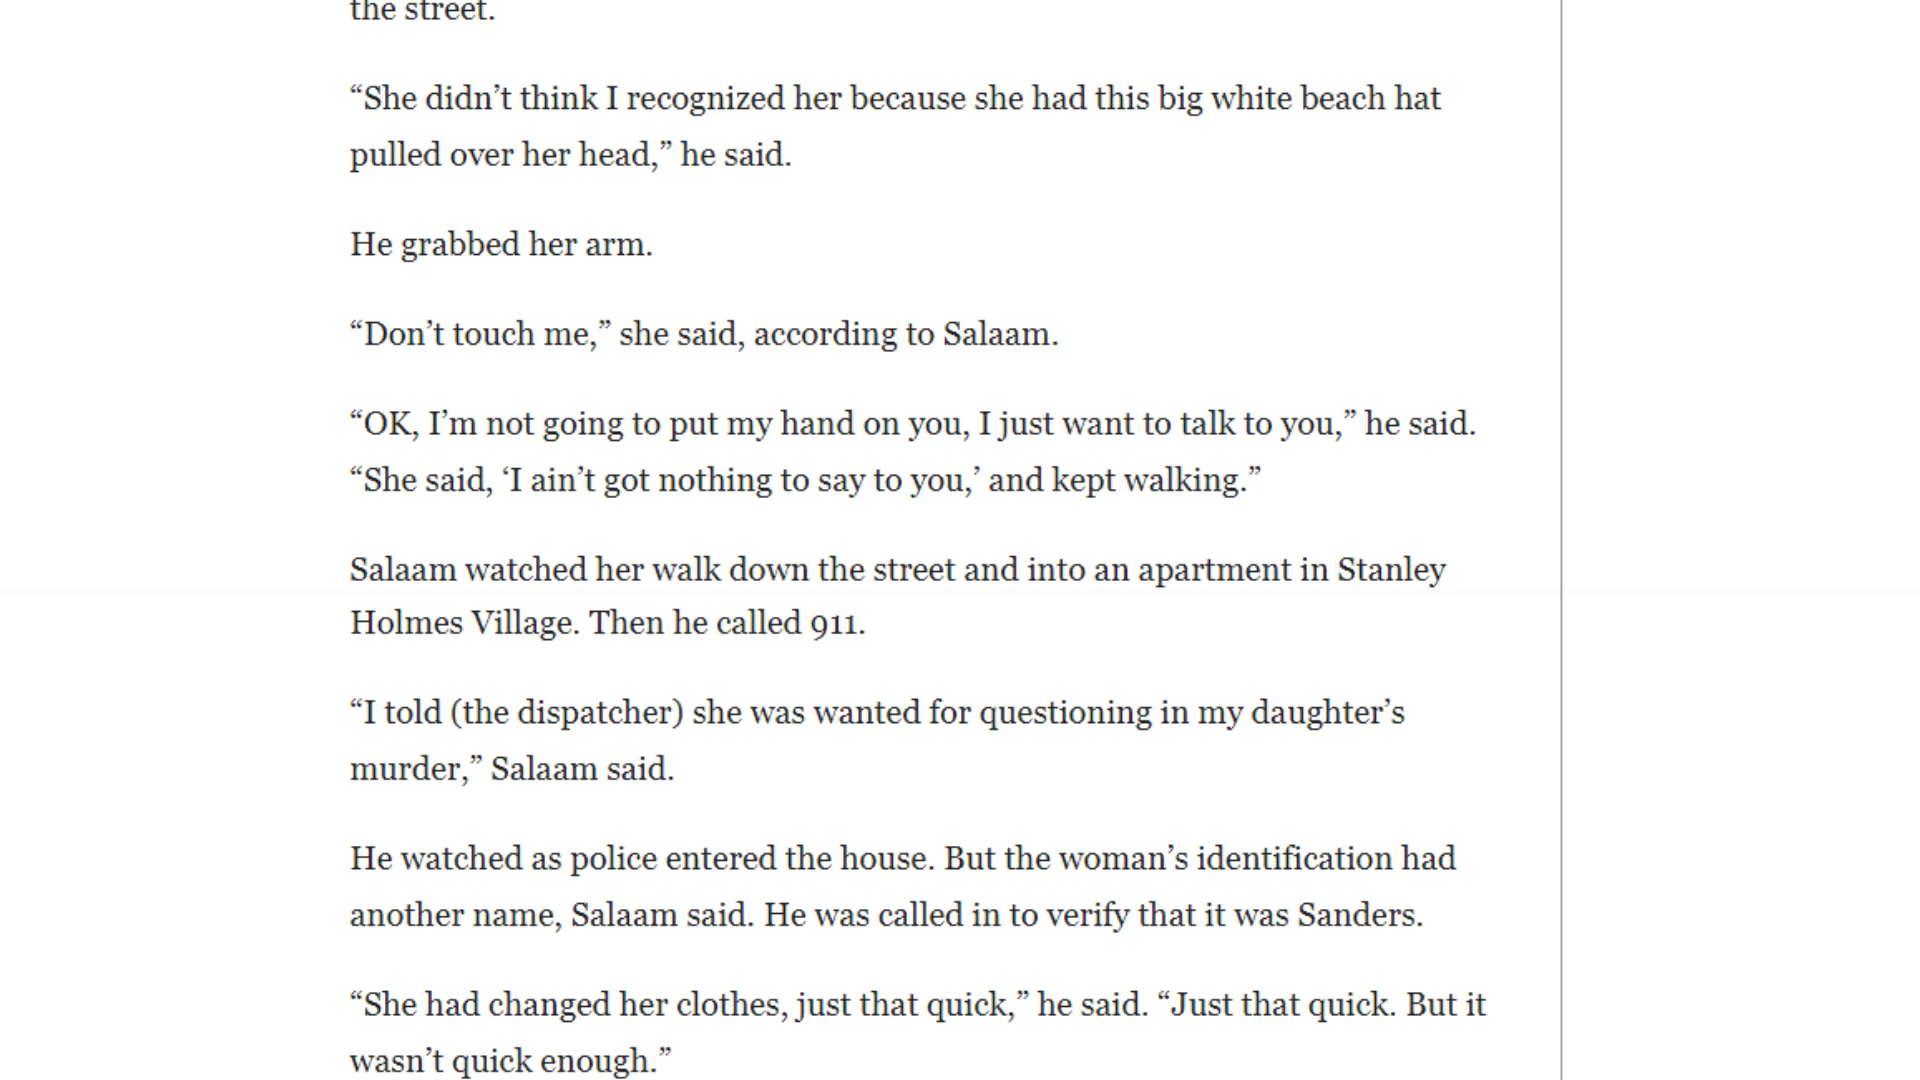 the street.
“She didn’t think I recognized her because she had this big white beach hat
pulled over her head,” he said.
He grabbed her arm.
“Don’t touch me,” she said, according to Salaam.
“OK, I’m not going to put my hand on you, I just want to talk to you,” he said.
“She said, ‘I ain’t got nothing to say to you,’ and kept walking.”
Salaam watched her walk down the street and into an apartment in Stanley
Holmes Village. Then he called 911.
“I told (the dispatcher) she was wanted for questioning in my daughter’s
murder,” Salaam said.
He watched as police entered the house. But the woman’s identification had
another name, Salaam said. He was called in to verify that it was Sanders.
“She had changed her clothes, just that quick,” he said. “Just that quick. But it
wasn’t quick enough.”